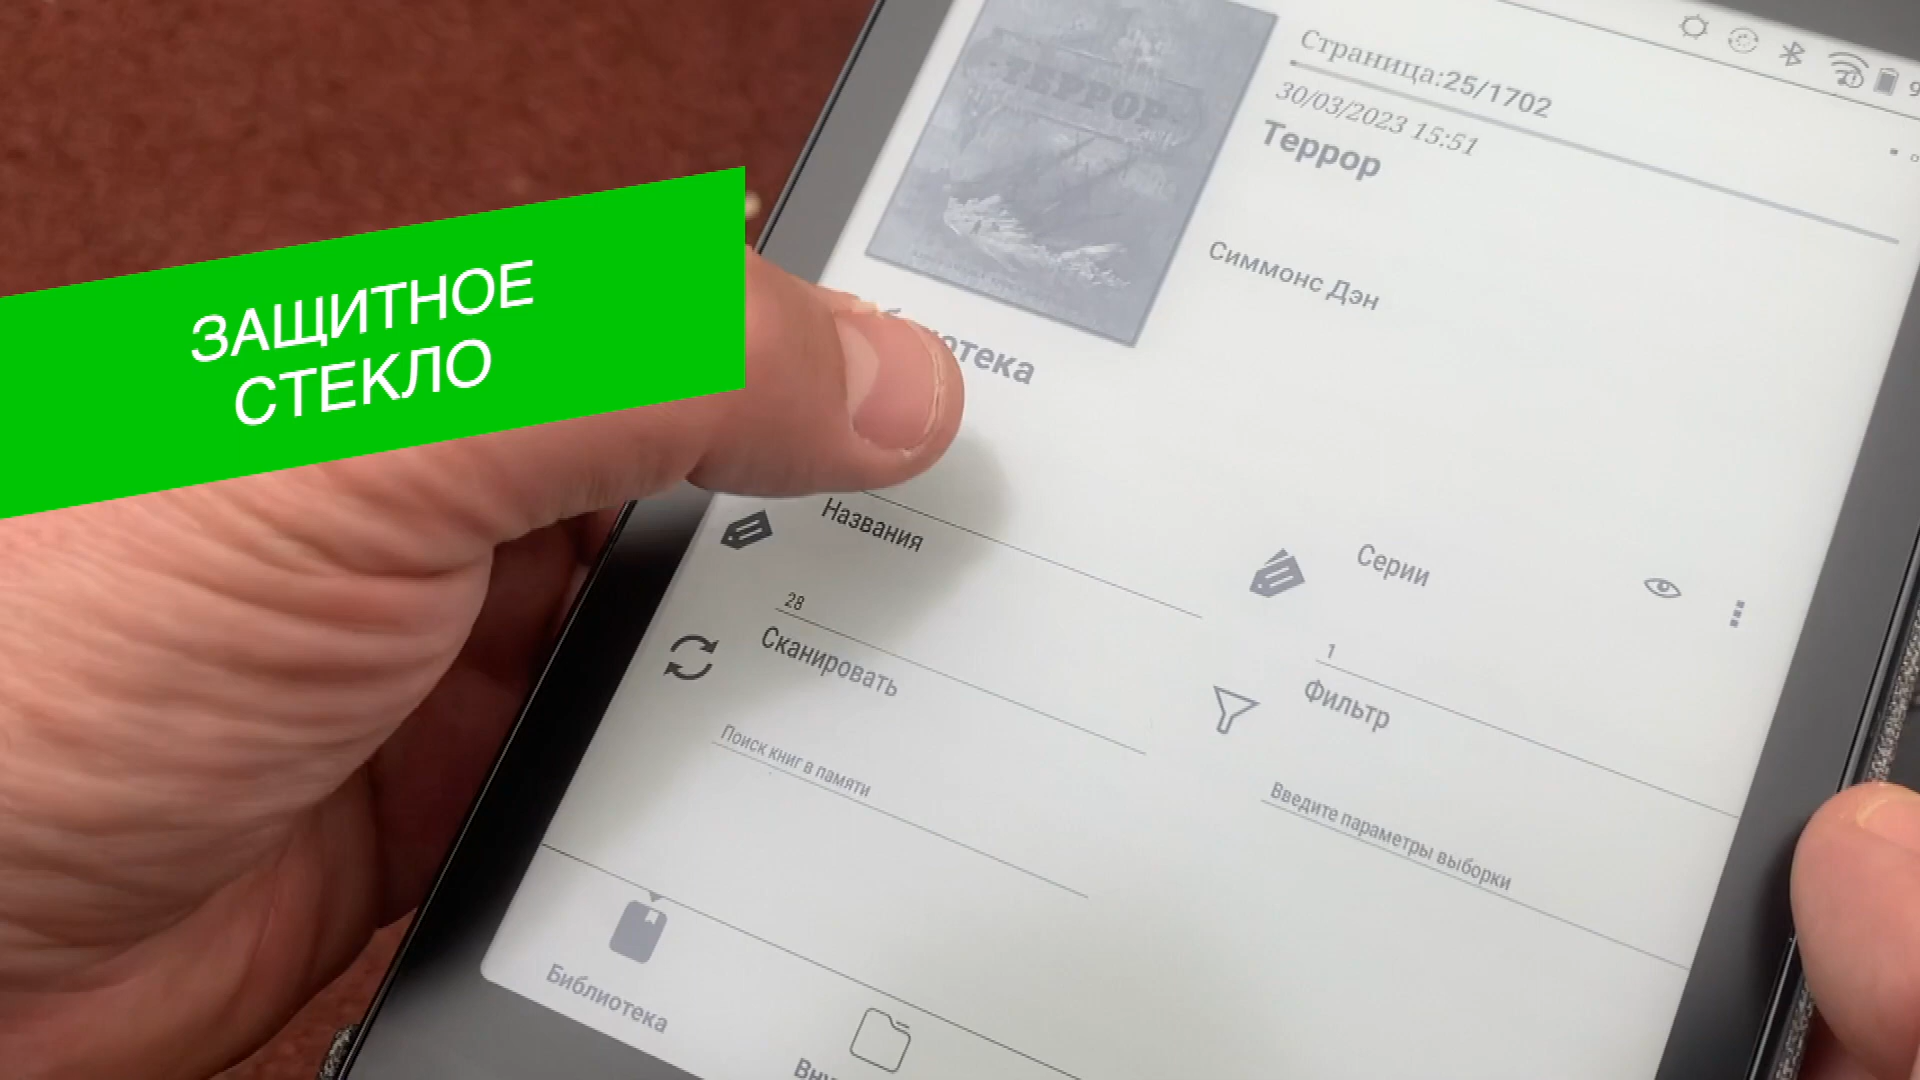 ЗАЩИТНОЕ
СТЕКЛО
ТЕРРОР
Страница:25/1702
30/03/2023 15:51
Террор
Симмонс Дэн
Названия
28
Серии
1
Сканировать
Поиск книг в памяти
Фильтр
Введите параметры выборки
Библиотека